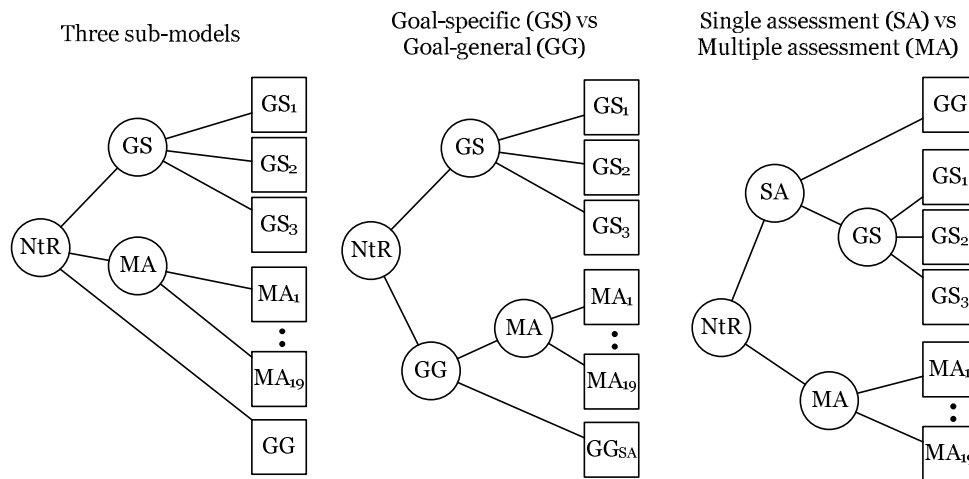 Three sub-models
GS
GS1
GS2
GS3
NtR
MA
MA1
MA19
GG
Goal-specific (GS) vs
Goal-general (GG)
GS
GS1
GS2
GS3
NtR
MA
MA1
MA19
GG
GGSA
Single assessment (SA) vs
Multiple assessment (MA)
GG
SA
GS1
GS
GS2
GS3
NtR
MA1
MA
MA19